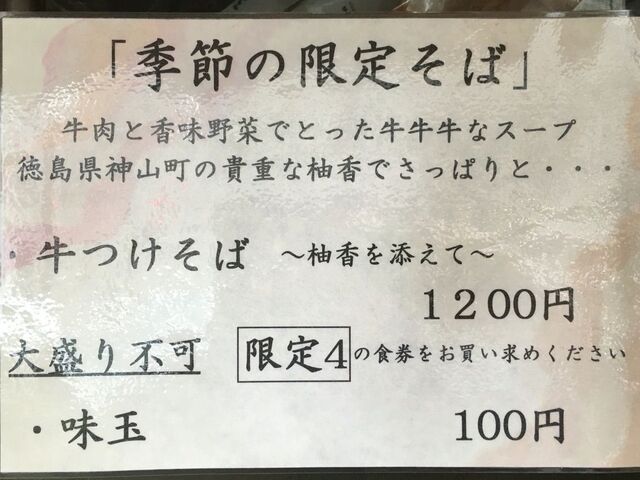 「季節の限定そば」
牛肉と香味野菜でとった牛牛牛なスープ
徳島県神山町の貴重な柚香でさっぱりと・・・
・牛つけそば　～柚香を添えて～
１２００円
大盛り不可　限定4の食券をお買い求めください
・味玉　１００円